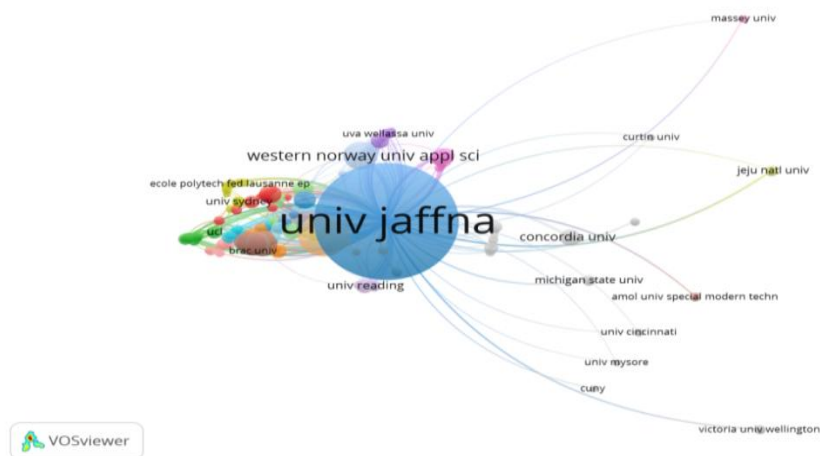 massey univ
uva wellassa univ
curtin univ
western norway univ appl sci
jeju natl univ
ecole polytech fed lausanne ep
univ sydney
univ jaffna
ucl
concordia univ
brac univ
michigan state univ
univ reading
amol univ special modern techn
univ cincinnati
univ mysore
cuny
victoria univ wellington
VOSviewer